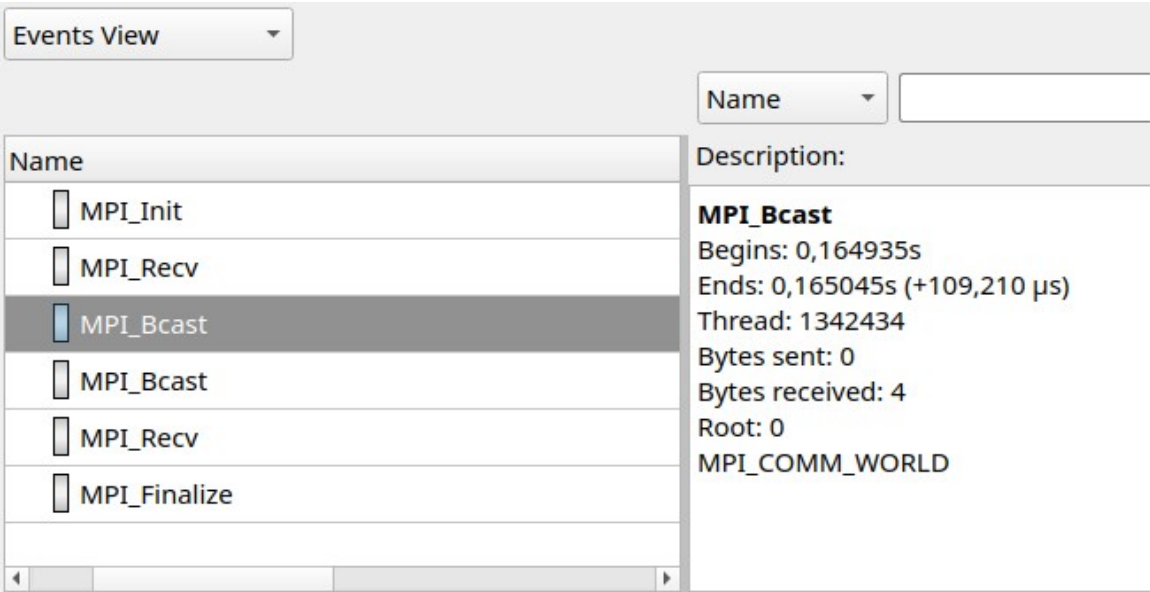 Events View
Name
Name
Description:
MPI_Init
MPI_Recv
MPI_Bcast
MPI_Bcast
MPI_Recv
MPI_Finalize
MPI_Bcast
Begins: 0,164935s
Ends: 0,165045s (+109,210 μs)
Thread: 1342434
Bytes sent: 0
Bytes received: 4
Root: 0
MPI_COMM_WORLD